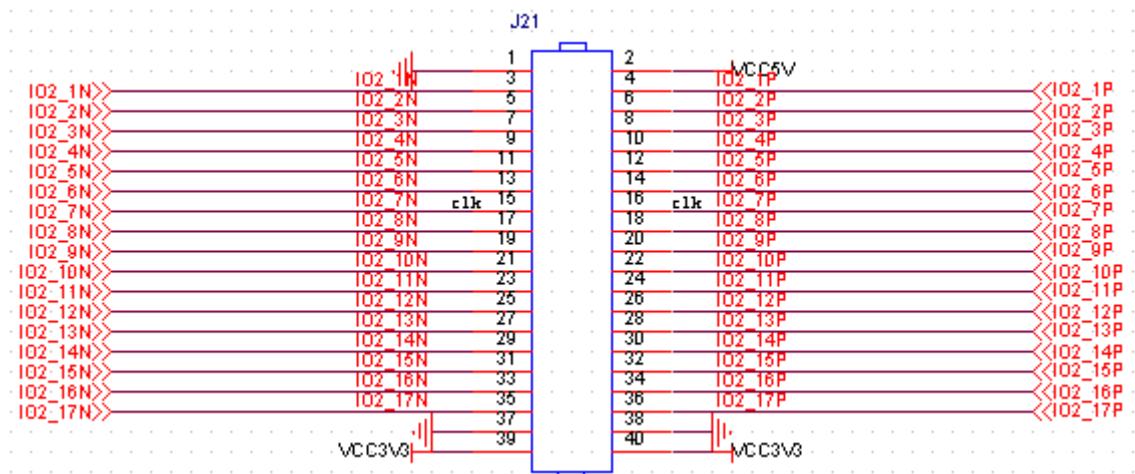 J21
1 2
VCC5V
IO2_1N 3 4 IO2_1P
IO2_1N IO2_2N 5 6 IO2_2P IO2_1P
IO2_2N IO2_3N 7 8 IO2_3P IO2_2P
IO2_3N IO2_4N 9 10 IO2_4P IO2_3P
IO2_4N IO2_5N 11 12 IO2_5P IO2_4P
IO2_5N IO2_6N 13 14 IO2_6P IO2_5P
IO2_6N IO2_7N clk 15 16 clk IO2_7P IO2_6P
IO2_7N IO2_8N 17 18 IO2_8P IO2_7P
IO2_8N IO2_9N 19 20 IO2_9P IO2_8P
IO2_9N IO2_10N 21 22 IO2_10P IO2_9P
IO2_10N IO2_11N 23 24 IO2_11P IO2_10P
IO2_11N IO2_12N 25 26 IO2_12P IO2_11P
IO2_12N IO2_13N 27 28 IO2_13P IO2_12P
IO2_13N IO2_14N 29 30 IO2_14P IO2_13P
IO2_14N IO2_15N 31 32 IO2_15P IO2_14P
IO2_15N IO2_16N 33 34 IO2_16P IO2_15P
IO2_16N IO2_17N 35 36 IO2_17P IO2_16P
IO2_17N 37 38 IO2_17P
VCC3V3 39 40 VCC3V3